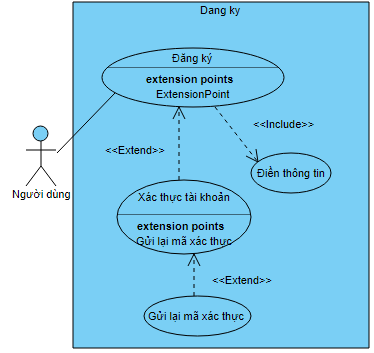 Dang ky
Đăng ký
extension points
ExtensionPoint
<<Extend>>
<<Include>>
Người dùng
Điền thông tin
Xác thực tài khoản
extension points
Gửi lại mã xác thực
<<Extend>>
Gửi lại mã xác thực